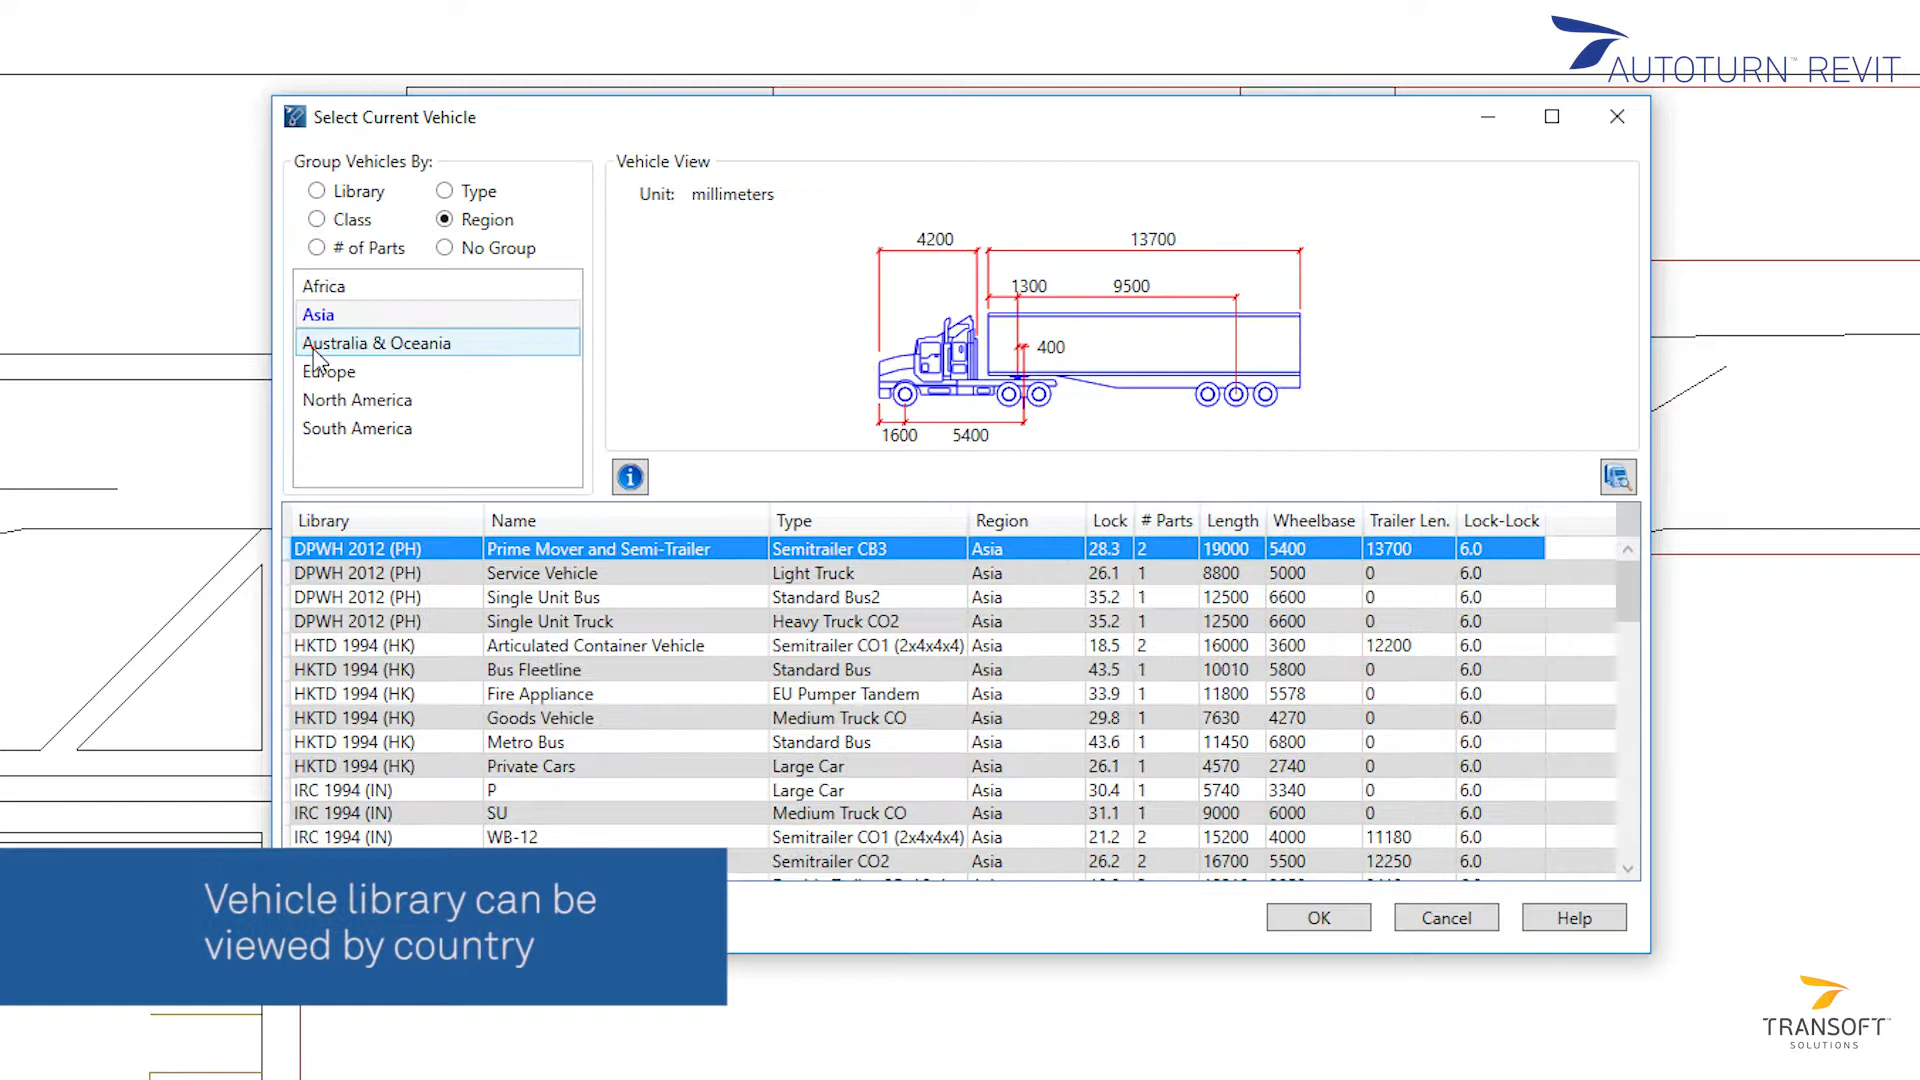 AUTOTURN™ REVIT
Select Current Vehicle
Group Vehicles By:
Library
Type
Class
Region
# of Parts
No Group
Africa
Asia
Australia & Oceania
Europe
North America
South America
Vehicle View
Unit: millimeters
4200
13700
1300
9500
400
1600
5400
Library Name Type Region Lock # Parts Length Wheelbase Trailer Len. Lock-Lock
DPWH 2012 (PH) Prime Mover and Semi-Trailer Semitrailer CB3 Asia 28.3 2 19000 5400 13700 6.0
DPWH 2012 (PH) Service Vehicle Light Truck Asia 26.1 1 8800 5000 0 6.0
DPWH 2012 (PH) Single Unit Bus Standard Bus2 Asia 35.2 1 12500 6600 0 6.0
DPWH 2012 (PH) Single Unit Truck Heavy Truck CO2 Asia 35.2 1 12500 6600 0 6.0
HKTD 1994 (HK) Articulated Container Vehicle Semitrailer CO1 (2x4x4x4) Asia 18.5 2 16000 3600 12200 6.0
HKTD 1994 (HK) Bus Fleetline Standard Bus Asia 43.5 1 10010 5800 0 6.0
HKTD 1994 (HK) Fire Appliance EU Pumper Tandem Asia 33.9 1 11800 5578 0 6.0
HKTD 1994 (HK) Goods Vehicle Medium Truck CO Asia 29.8 1 7630 4270 0 6.0
HKTD 1994 (HK) Metro Bus Standard Bus Asia 43.6 1 11450 6800 0 6.0
HKTD 1994 (HK) Private Cars Large Car Asia 26.1 1 4570 2740 0 6.0
IRC 1994 (IN) P Large Car Asia 30.4 1 5740 3340 0 6.0
IRC 1994 (IN) SU Medium Truck CO Asia 31.1 1 9000 6000 0 6.0
IRC 1994 (IN) WB-12 Semitrailer CO1 (2x4x4x4) Asia 21.2 2 15200 4000 11180 6.0
Semitrailer CO2 Asia 26.2 2 16700 5500 12250 6.0
OK
Cancel
Help
Vehicle library can be
viewed by country
TRANSOFT™
SOLUTIONS